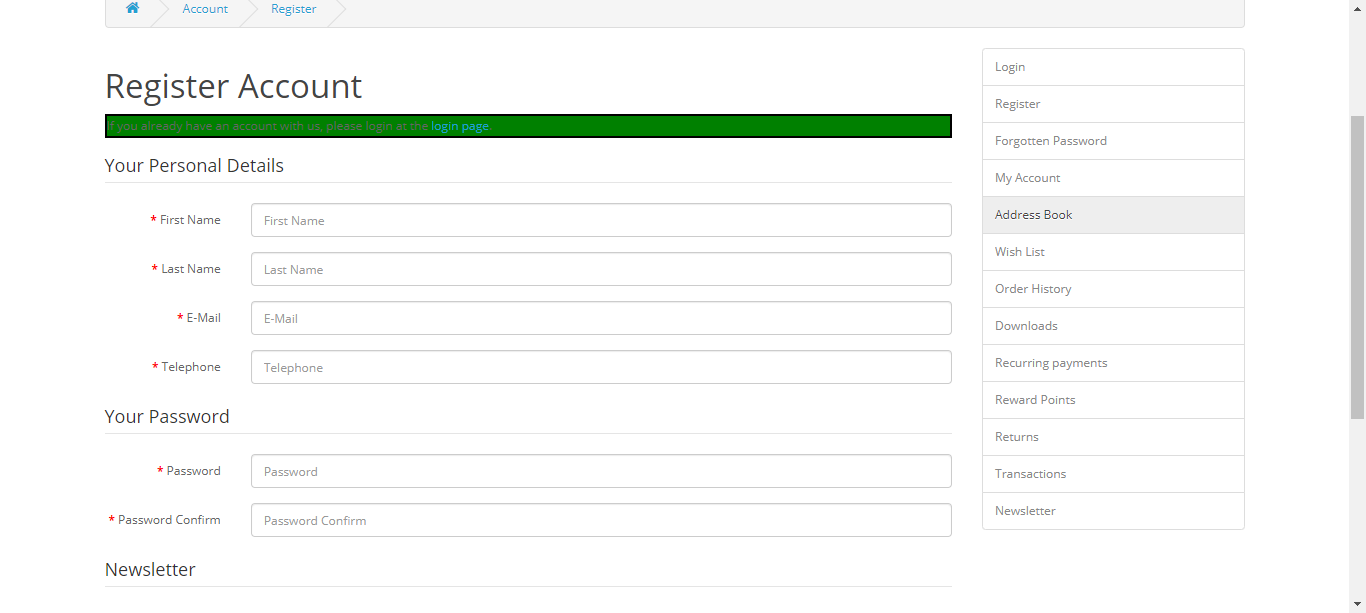 Account
Register
Register Account
If you already have an account with us, please login at the login page.
Your Personal Details
* First Name
First Name
* Last Name
Last Name
* E-Mail
E-Mail
* Telephone
Telephone
Your Password
* Password
Password
* Password Confirm
Password Confirm
Newsletter
Login
Register
Forgotten Password
My Account
Address Book
Wish List
Order History
Downloads
Recurring payments
Reward Points
Returns
Transactions
Newsletter